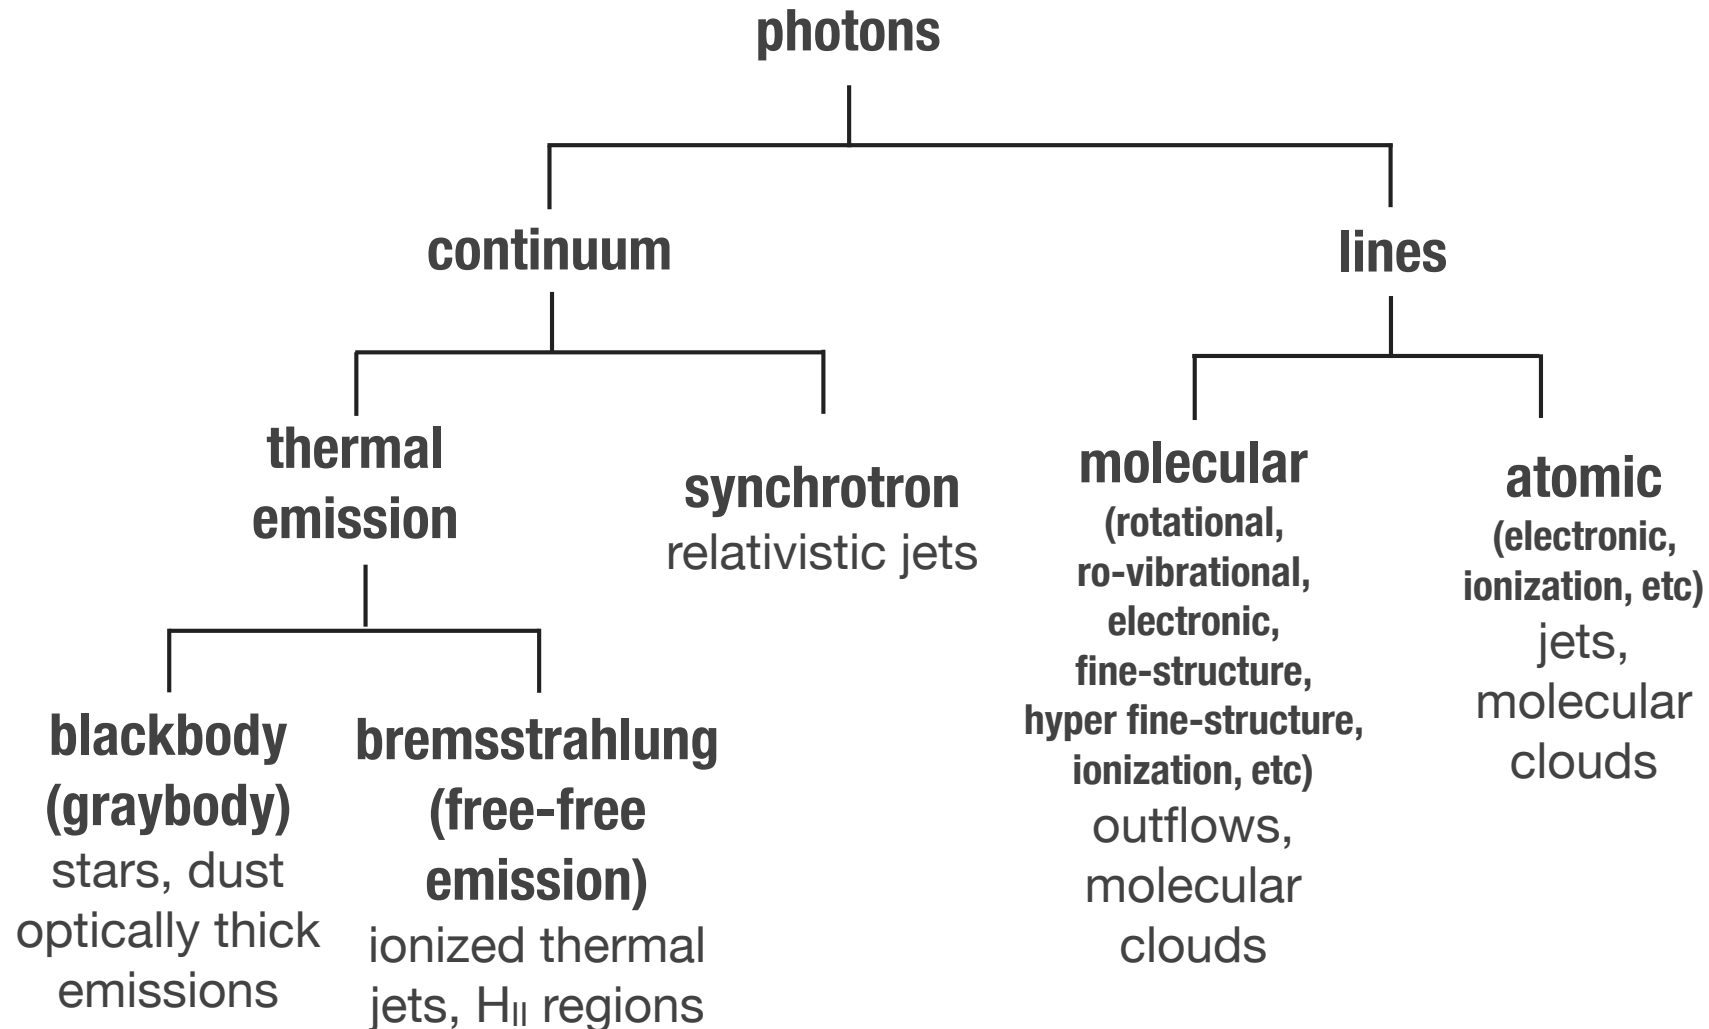 photons
continuum
lines
thermal
emission
synchrotron
relativistic jets
molecular
(rotational,
ro-vibrational,
electronic,
fine-structure,
hyper fine-structure,
ionization, etc)
outflows,
molecular
clouds
atomic
(electronic,
ionization, etc)
jets,
molecular
clouds
blackbody
(graybody)
stars, dust
optically thick
emissions
bremsstrahlung
(free-free
emission)
ionized thermal
jets, HII regions